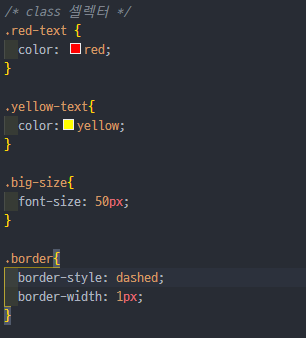 /* class 셀렉터 */
.red-text {
  color: red;
}

.yellow-text{
  color:yellow;
}

.big-size{
  font-size: 50px;
}

.border{
  border-style: dashed;
  border-width: 1px;
}